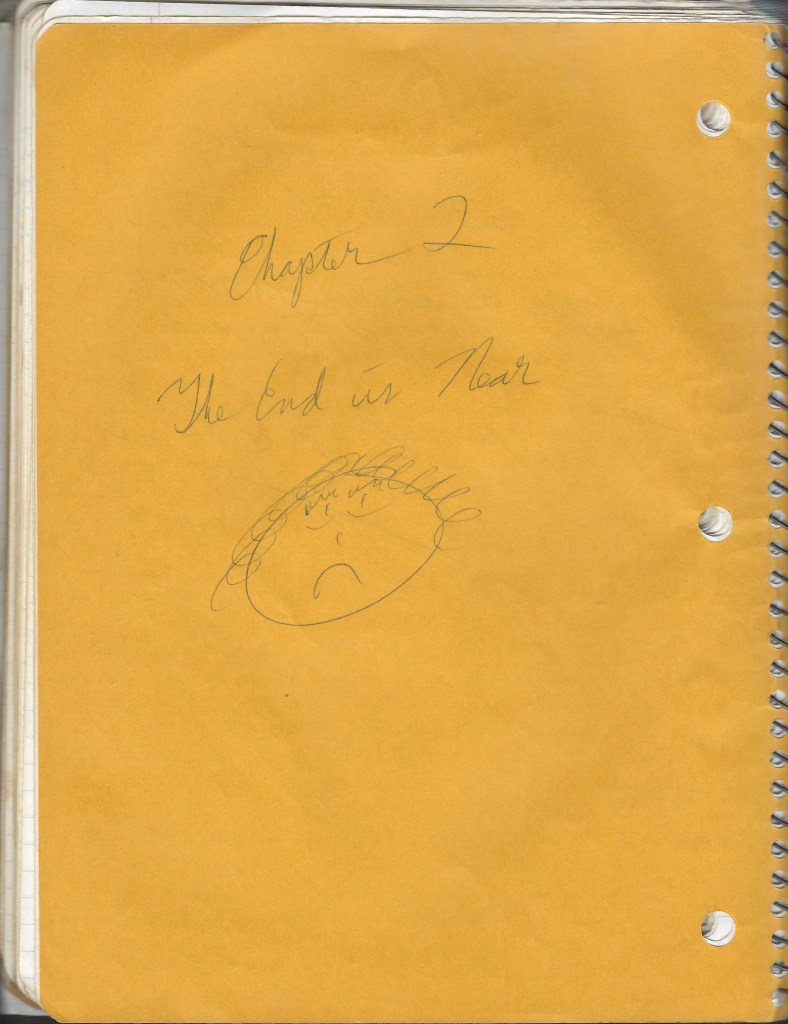 Chapter 2
The End is Near